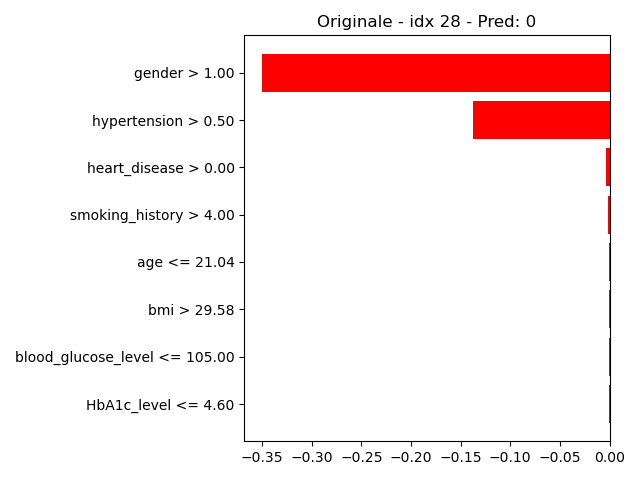 Originale - idx 28 - Pred: 0
gender > 1.00
hypertension > 0.50
heart_disease > 0.00
smoking_history > 4.00
age <= 21.04
bmi > 29.58
blood_glucose_level <= 105.00
HbA1c_level <= 4.60
−0.35 −0.30 −0.25 −0.20 −0.15 −0.10 −0.05 0.00